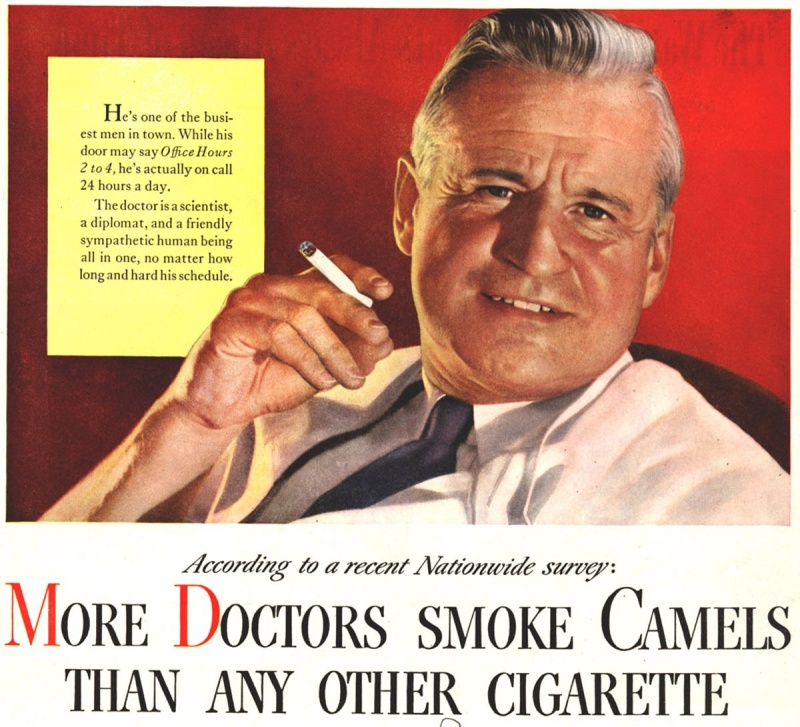 He's one of the busi-
est men in town. While his
door may say Office Hours
2 to 4, he's actually on call
24 hours a day.
The doctor is a scientist,
a diplomat, and a friendly
sympathetic human being
all in one, no matter how
long and hard his schedule.
According to a recent Nationwide survey:
MORE DOCTORS SMOKE CAMELS
THAN ANY OTHER CIGARETTE